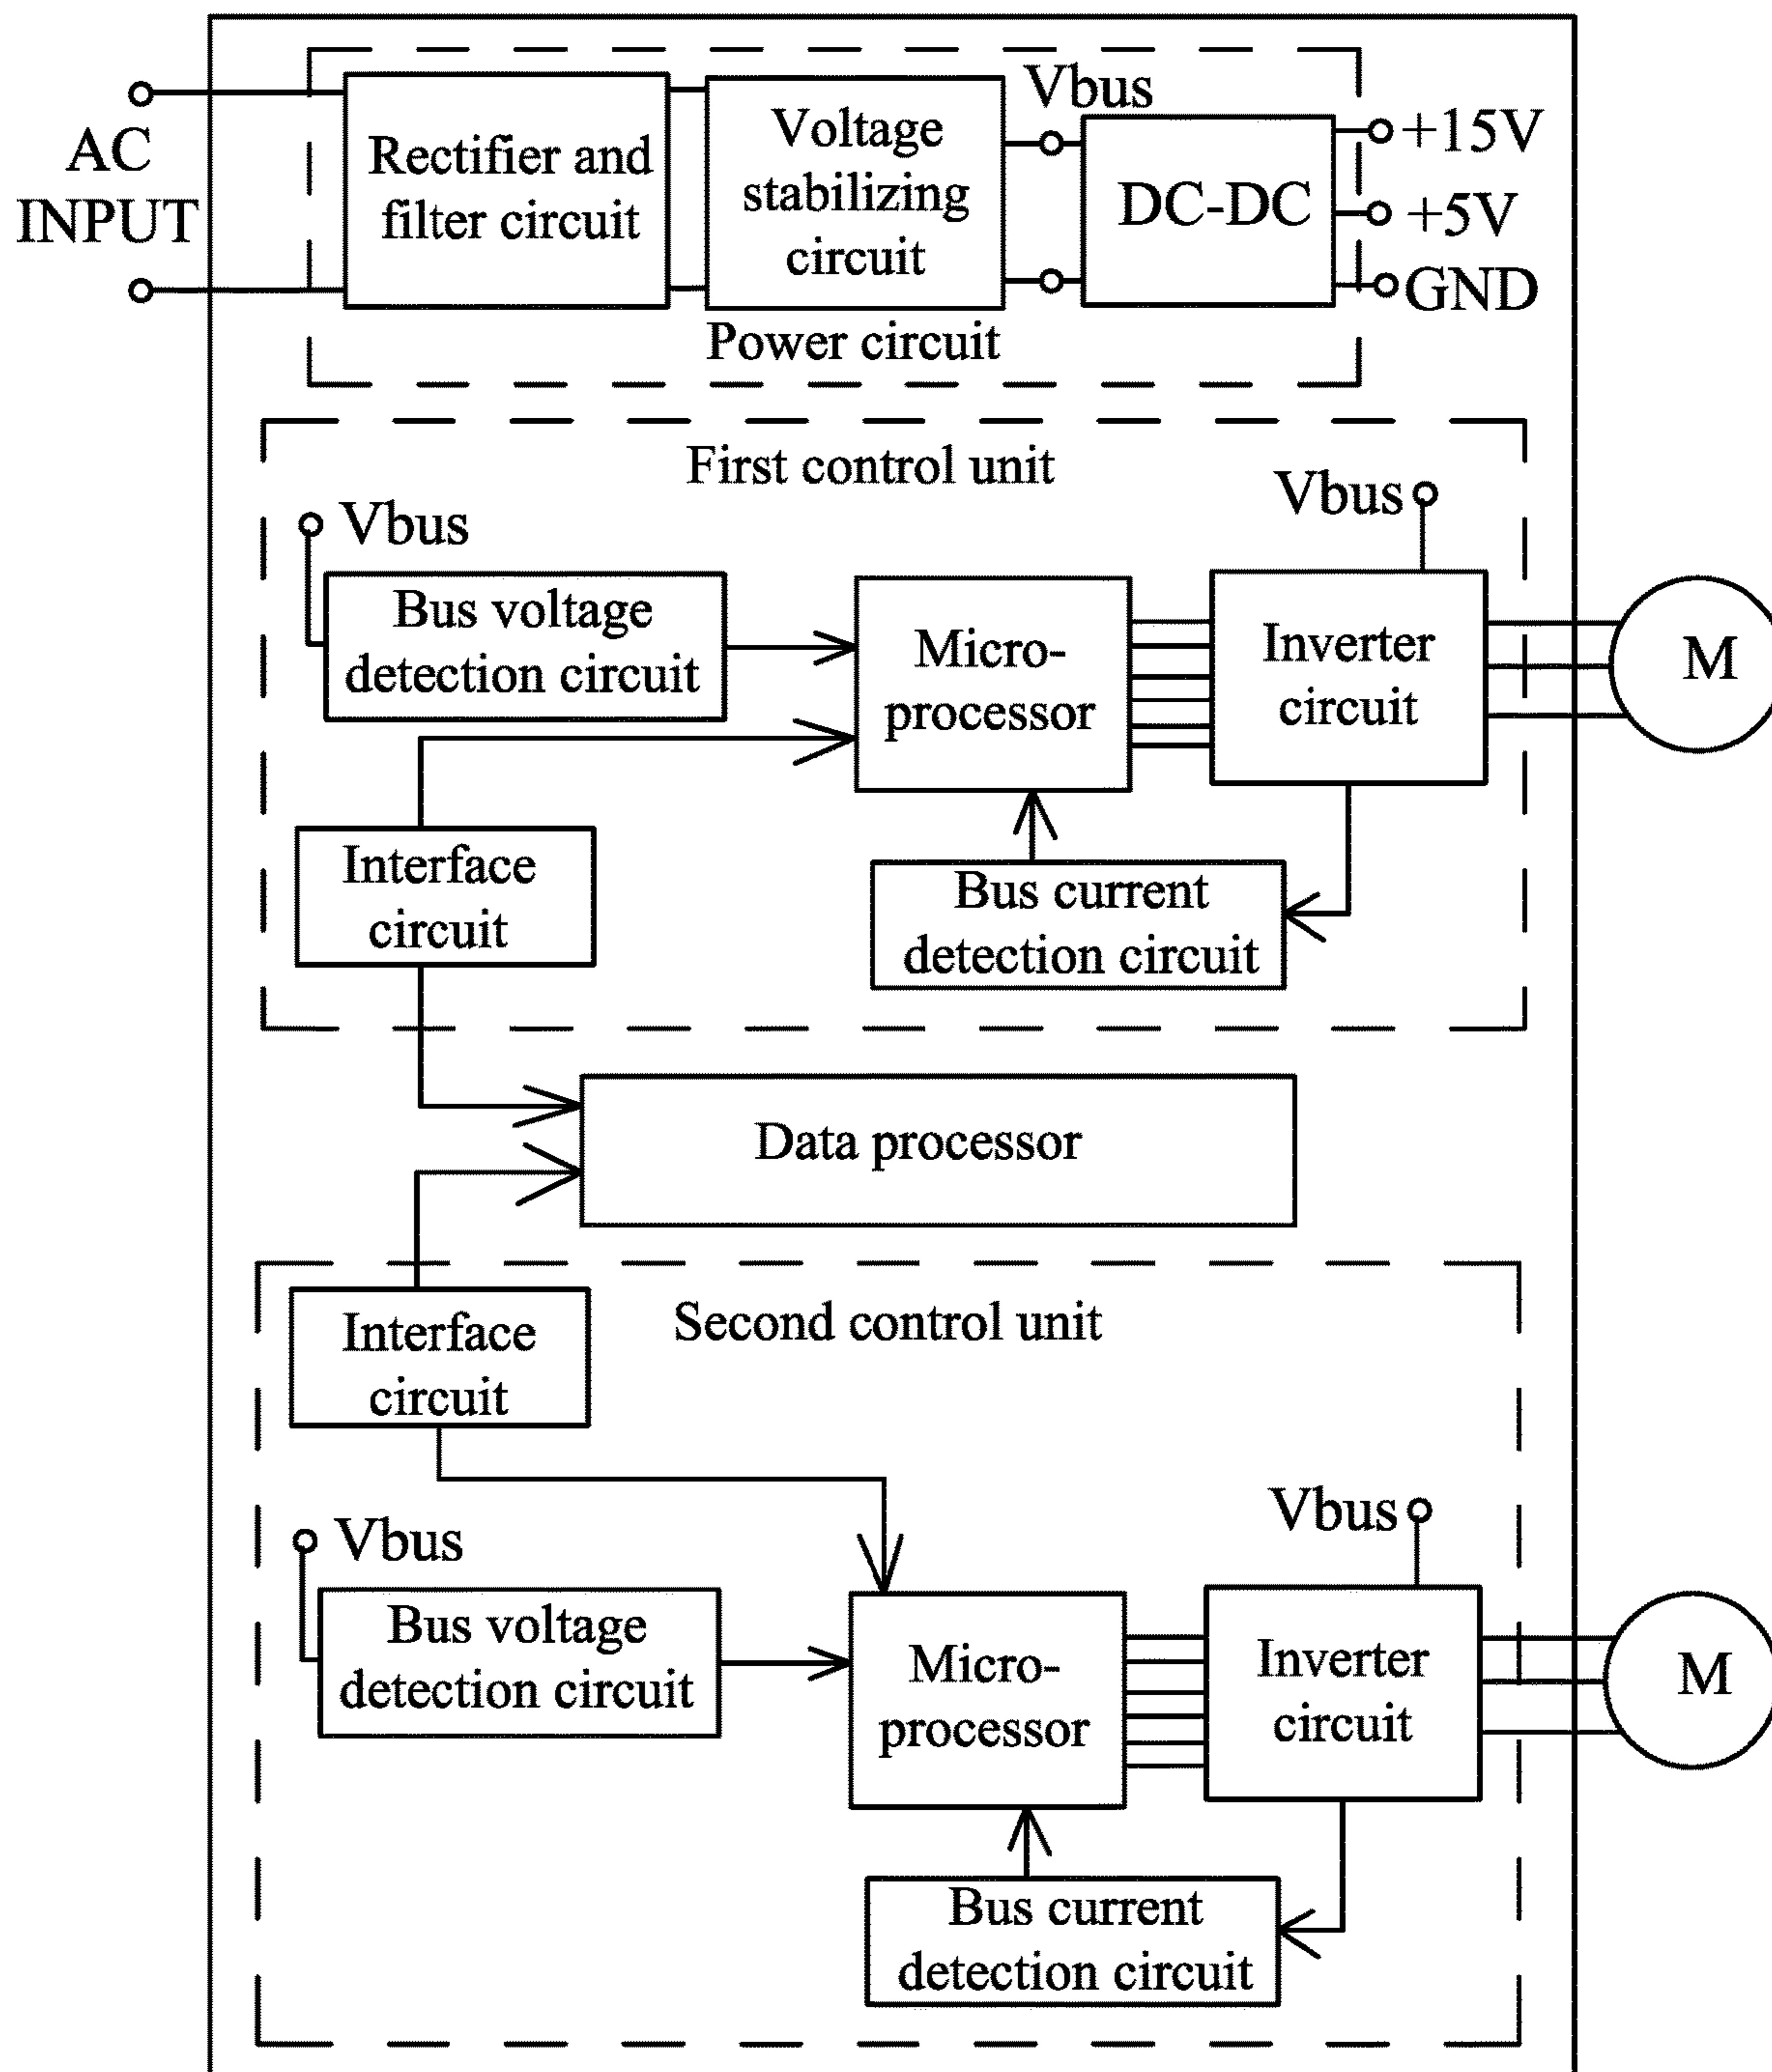 AC
INPUT
Rectifier and
filter circuit
Voltage
stabilizing
circuit
Vbus
DC-DC
+15V
+5V
GND
Power circuit
First control unit
Vbus
Bus voltage
detection circuit
Micro-
processor
Vbus
Inverter
circuit
M
Interface
circuit
Bus current
detection circuit
Data processor
Interface
circuit
Second control unit
Vbus
Bus voltage
detection circuit
Micro-
processor
Vbus
Inverter
circuit
M
Bus current
detection circuit